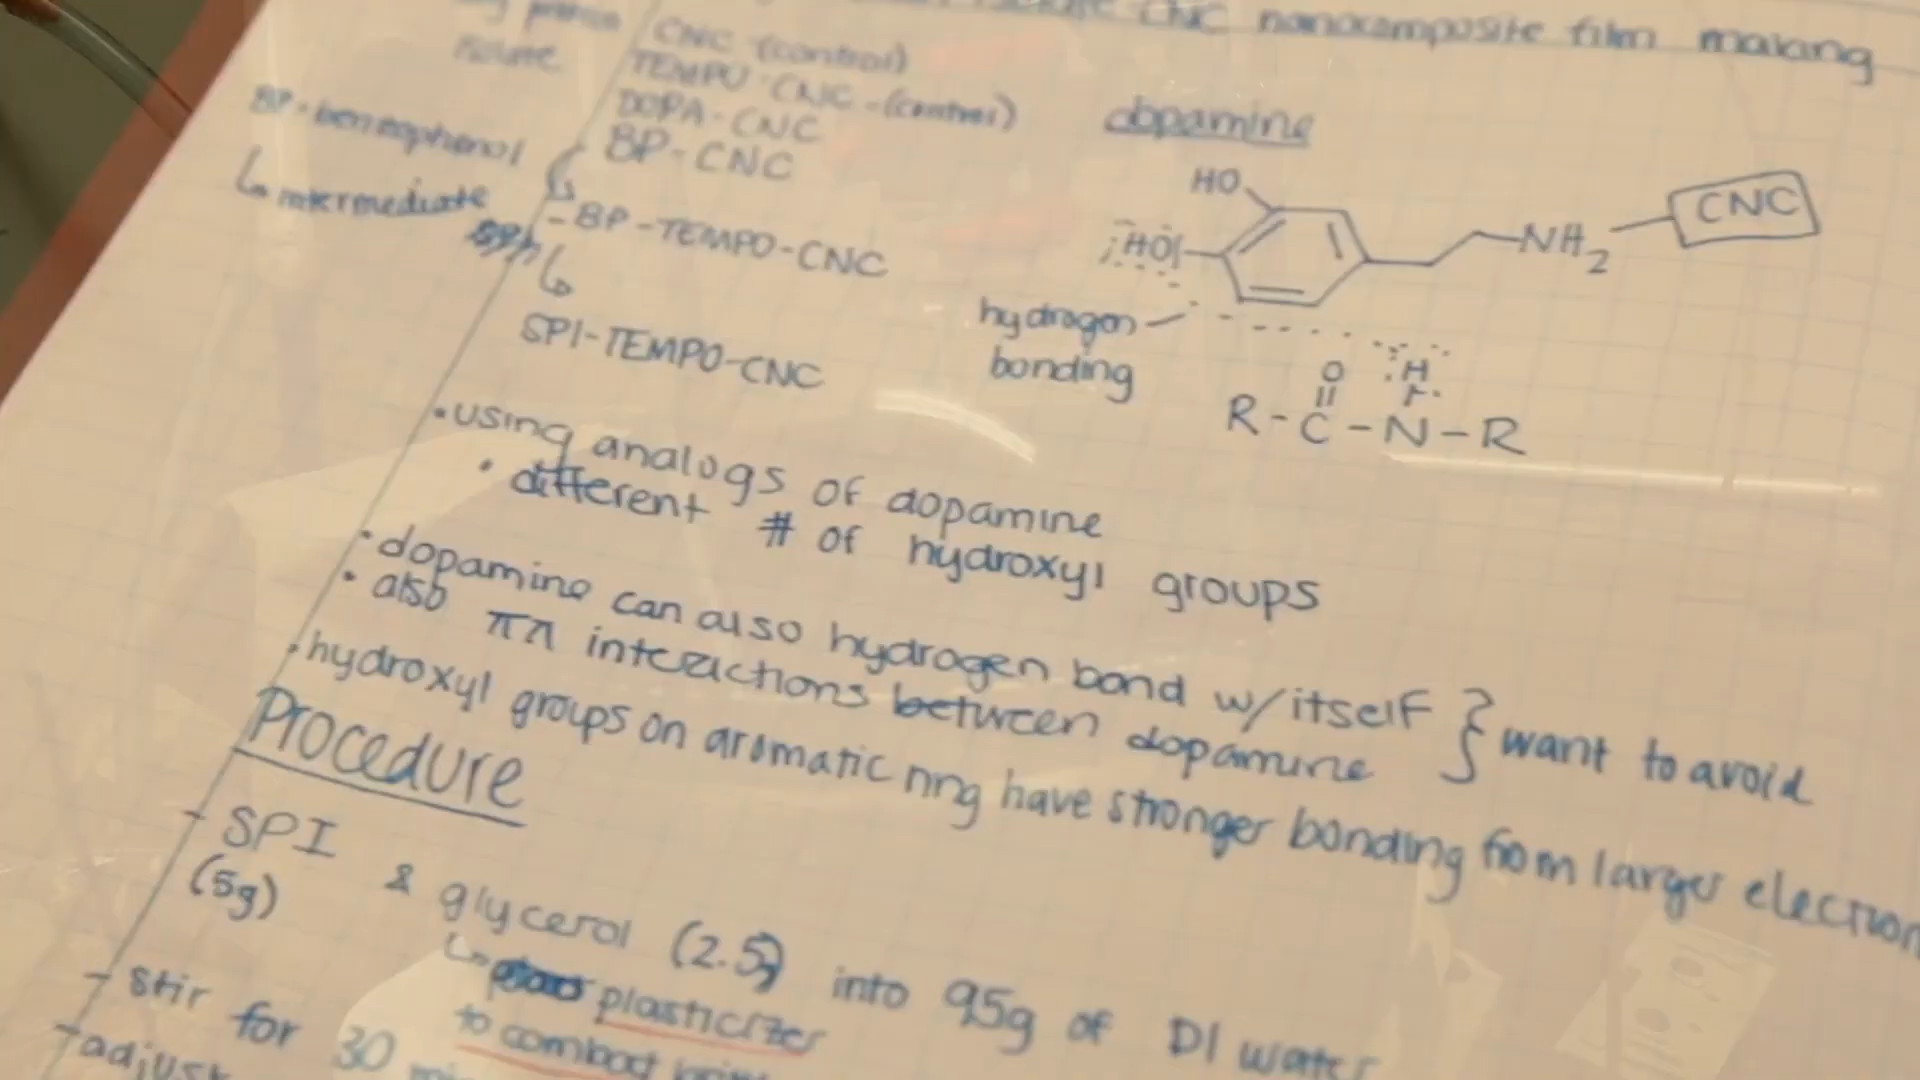 CNC nanocomposite film making
isolate
CNC (control)
TEMPO-CNC-(control)
DOPA-CNC
BP-CNC
BP-benzophenol
↳ intermediate
-BP-TEMPO-CNC
SPI-TEMPO-CNC
dopamine
HO
HO
NH2
CNC
hydrogen
bonding
O H
R-C-N-R
•using analogs of dopamine
• different # of hydroxyl groups
•dopamine can also hydrogen bond w/itself
• also ππ interactions between dopamine } want to avoid
•hydroxyl groups on aromatic ring have stronger bonding from larger electron
Procedure
- SPI & glycerol (2.5g) into 95g of DI water
(5g)
↳ plasticizer
to combat
- stir for 30
-adjust